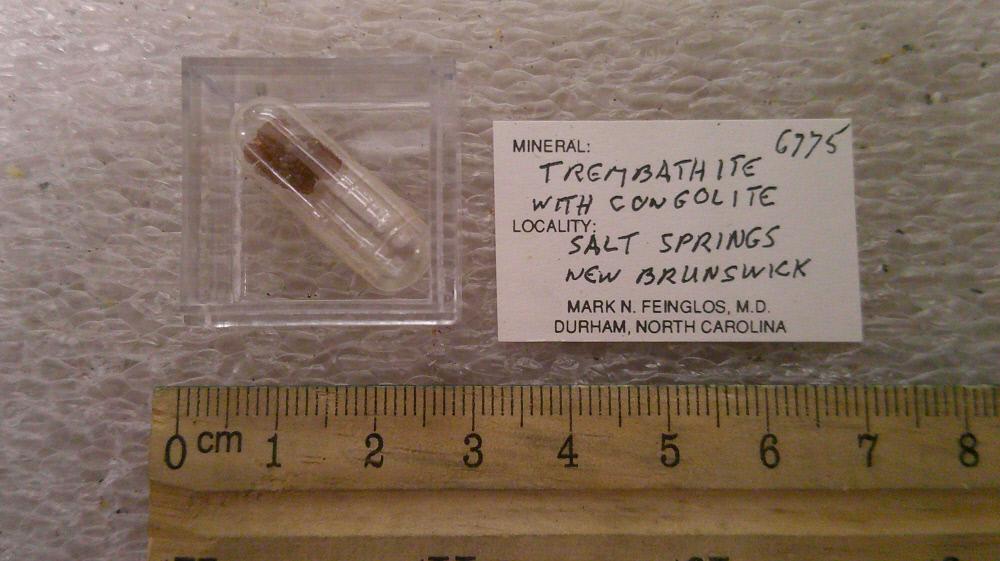 6775
MINERAL:
TREMBATHITE
WITH CONGOLITE
LOCALITY:
SALT SPRINGS
NEW BRUNSWICK
MARK N. FEINGLOS, M.D.
DURHAM, NORTH CAROLINA
0 cm 1 2 3 4 5 6 7 8